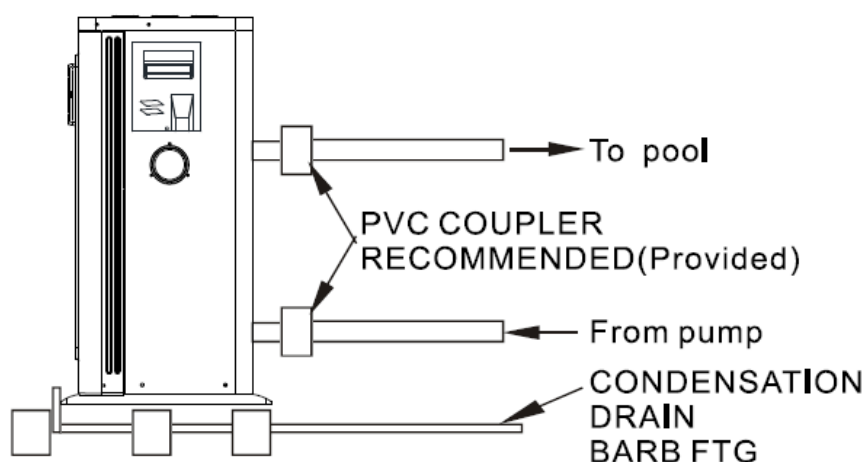 To pool
PVC COUPLER
RECOMMENDED(Provided)
From pump
CONDENSATION
DRAIN
BARB FTG